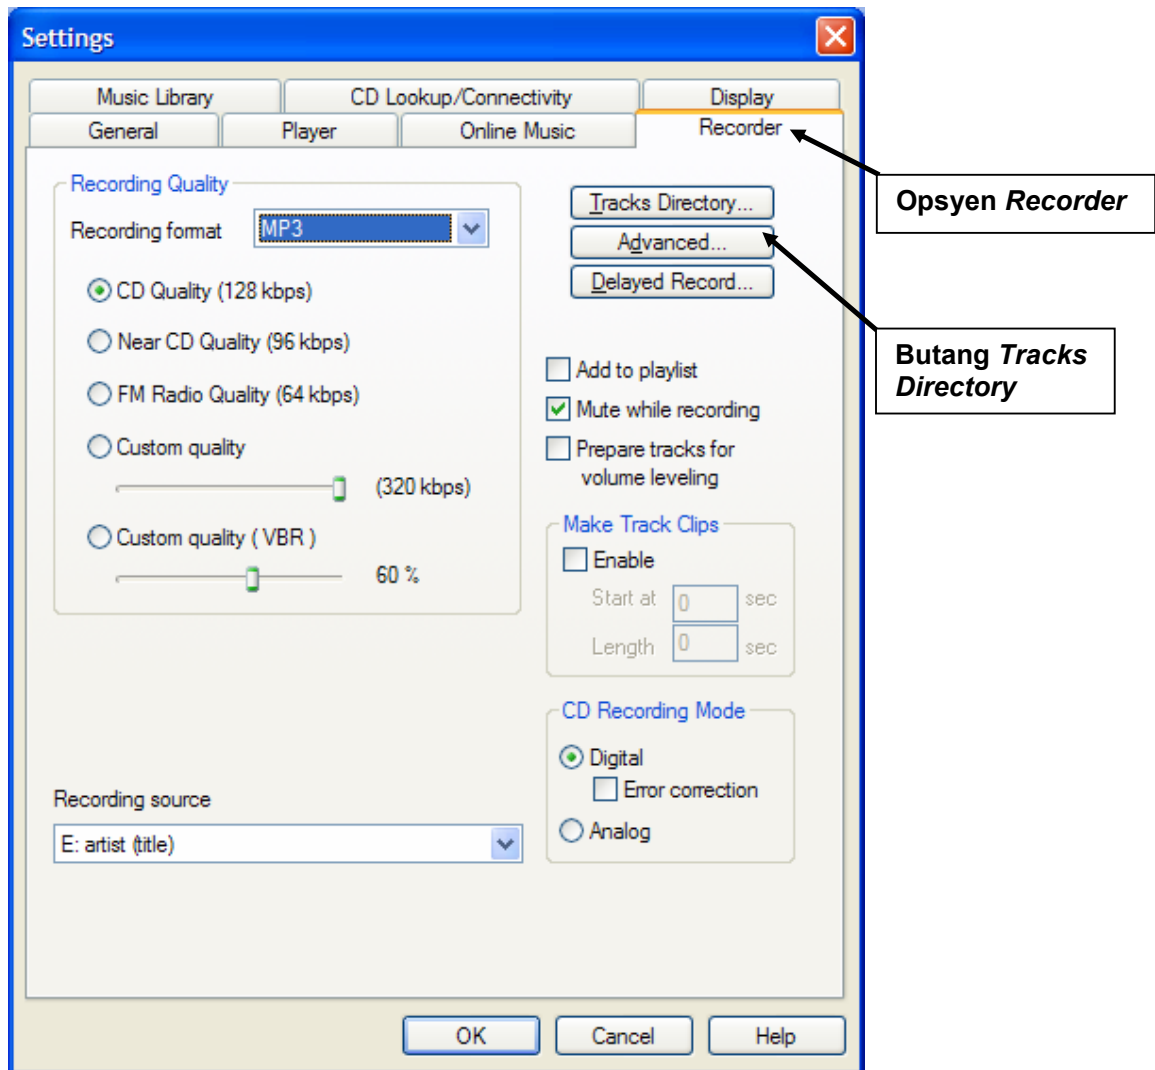 Settings
Music Library
CD Lookup/Connectivity
Display
General
Player
Online Music
Recorder
Recording Quality
Recording format
MP3
CD Quality (128 kbps)
Near CD Quality (96 kbps)
FM Radio Quality (64 kbps)
Custom quality
(320 kbps)
Custom quality ( VBR )
60 %
Recording source
E: artist (title)
Tracks Directory...
Advanced...
Delayed Record...
Add to playlist
Mute while recording
Prepare tracks for
volume leveling
Make Track Clips
Enable
Start at 0 sec
Length 0 sec
CD Recording Mode
Digital
Error correction
Analog
OK
Cancel
Help
Opsyen Recorder
Butang Tracks
Directory